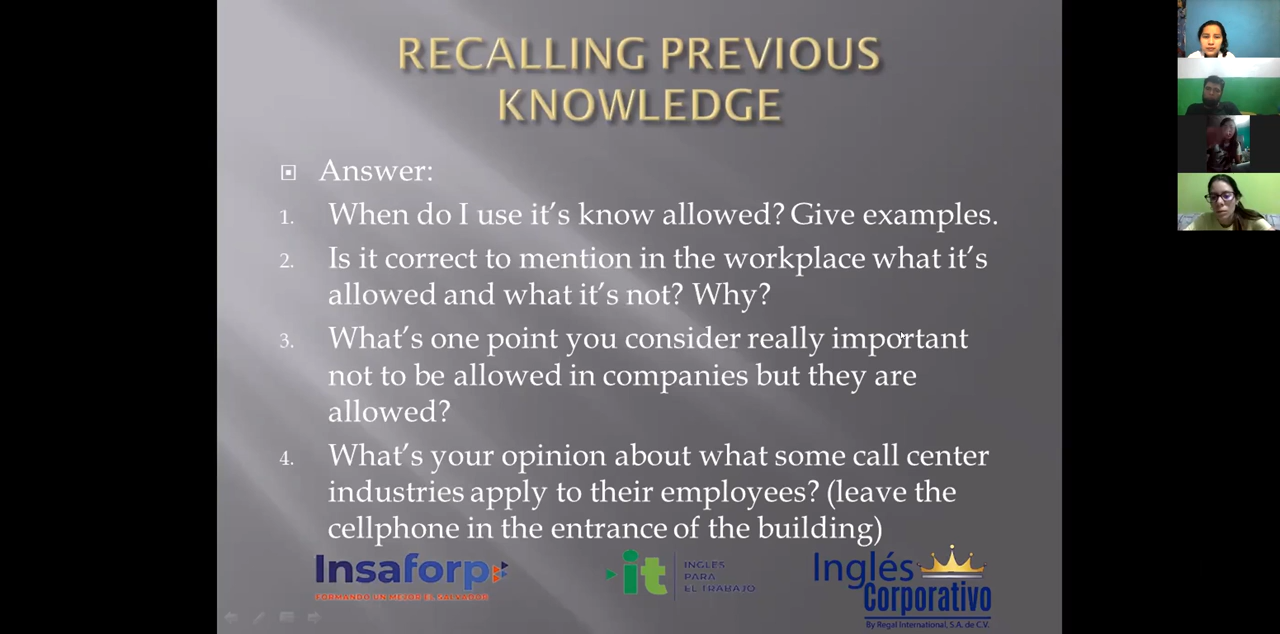 RECALLING PREVIOUS
KNOWLEDGE
Answer:
1. When do I use it's know allowed? Give examples.
2. Is it correct to mention in the workplace what it's
allowed and what it's not? Why?
3. What's one point you consider really important
not to be allowed in companies but they are
allowed?
4. What's your opinion about what some call center
industries apply to their employees? (leave the
cellphone in the entrance of the building)
Insaforp
FORMANDO UN MEJOR EL SALVADOR
it
INGLÉS
PARA
EL TRABAJO
Inglés
Corporativo
By Regal International, S.A. de C.V.